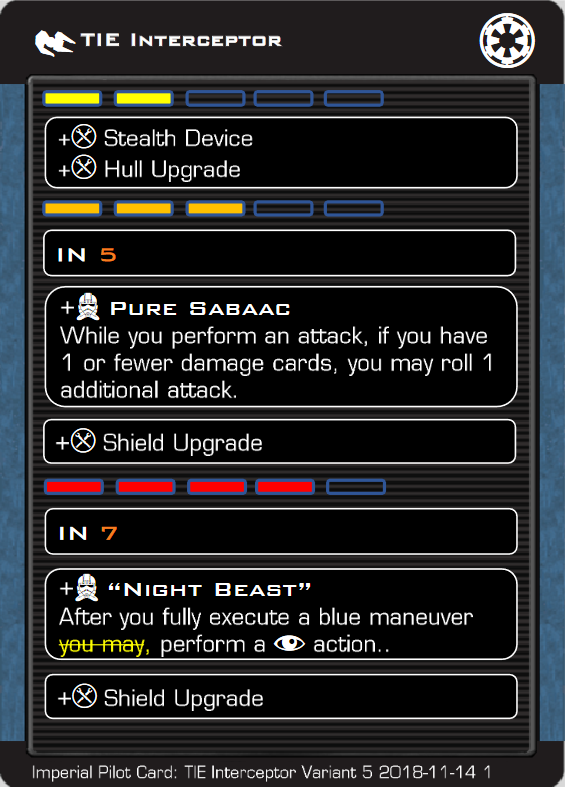 TIE Interceptor
+ Stealth Device
+ Hull Upgrade
IN 5
+ Pure Sabaac
While you perform an attack, if you have
1 or fewer damage cards, you may roll 1
additional attack.
+ Shield Upgrade
IN 7
+ “Night Beast”
After you fully execute a blue maneuver
you may, perform a action..
+ Shield Upgrade
Imperial Pilot Card: TIE Interceptor Variant 5 2018-11-14 1